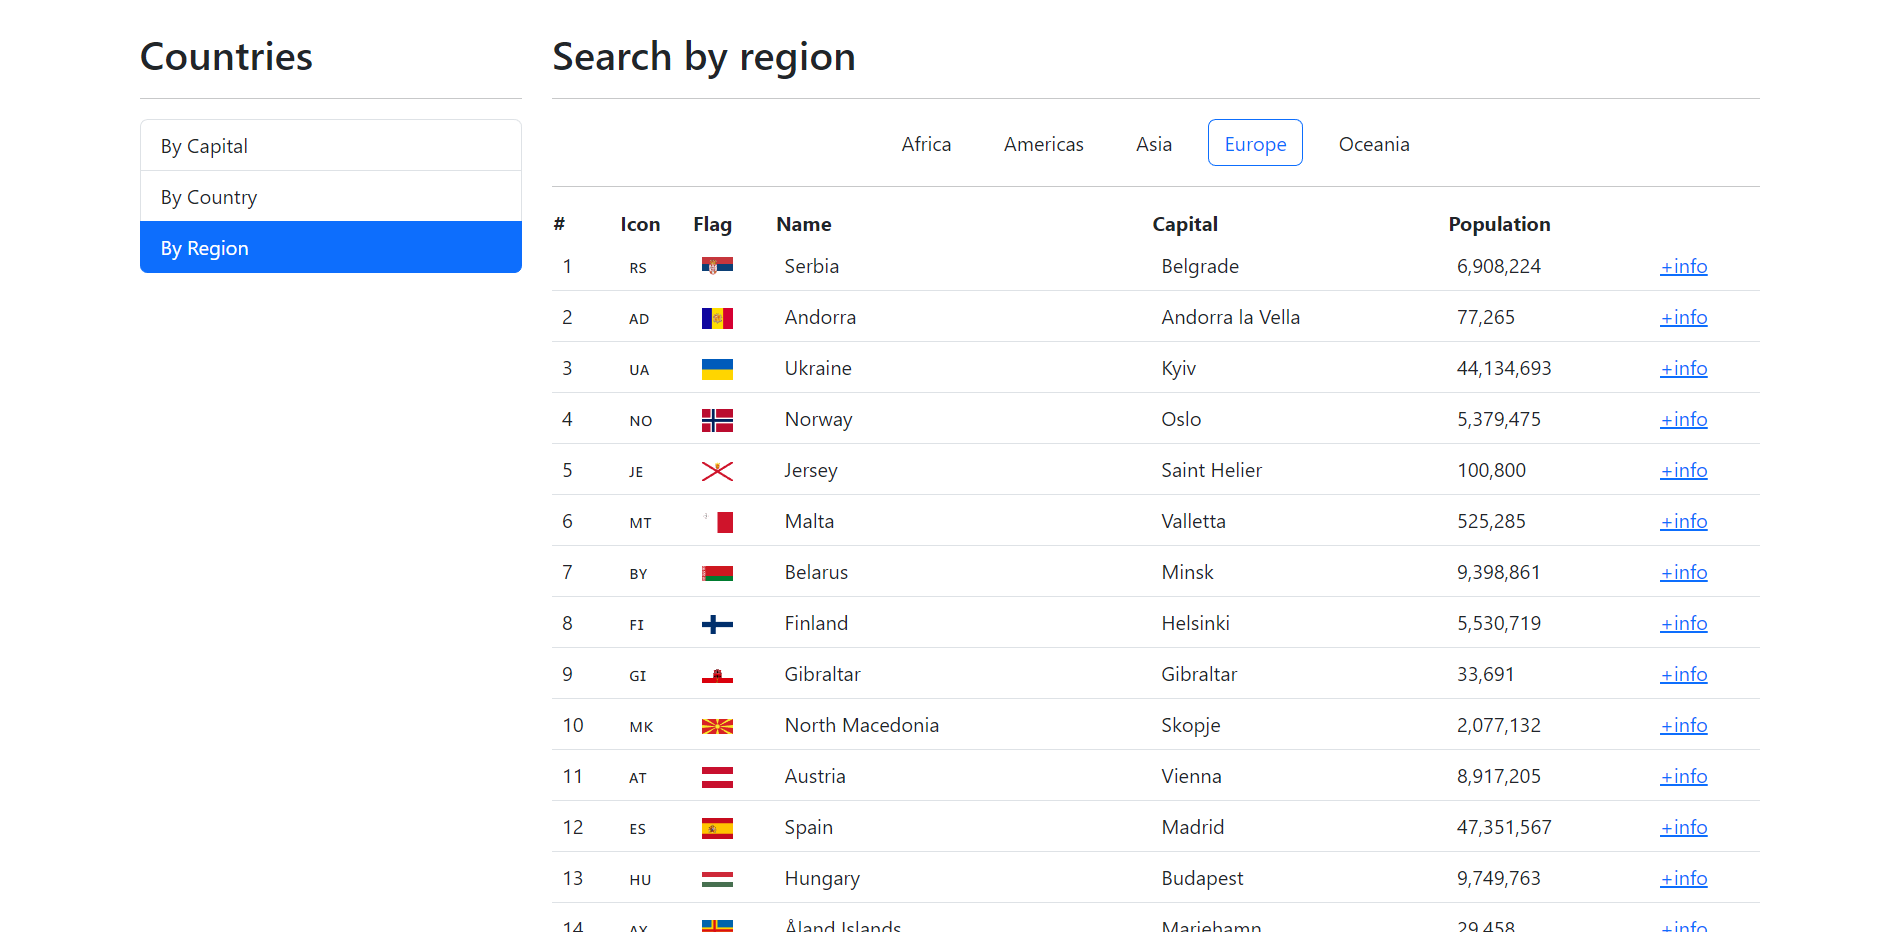 Countries
By Capital
By Country
By Region
Search by region
Africa Americas Asia Europe Oceania
# Icon Flag Name Capital Population
1 RS Serbia Belgrade 6,908,224 +info
2 AD Andorra Andorra la Vella 77,265 +info
3 UA Ukraine Kyiv 44,134,693 +info
4 NO Norway Oslo 5,379,475 +info
5 JE Jersey Saint Helier 100,800 +info
6 MT Malta Valletta 525,285 +info
7 BY Belarus Minsk 9,398,861 +info
8 FI Finland Helsinki 5,530,719 +info
9 GI Gibraltar Gibraltar 33,691 +info
10 MK North Macedonia Skopje 2,077,132 +info
11 AT Austria Vienna 8,917,205 +info
12 ES Spain Madrid 47,351,567 +info
13 HU Hungary Budapest 9,749,763 +info
14 AX Åland Islands Mariehamn 29,458 +info